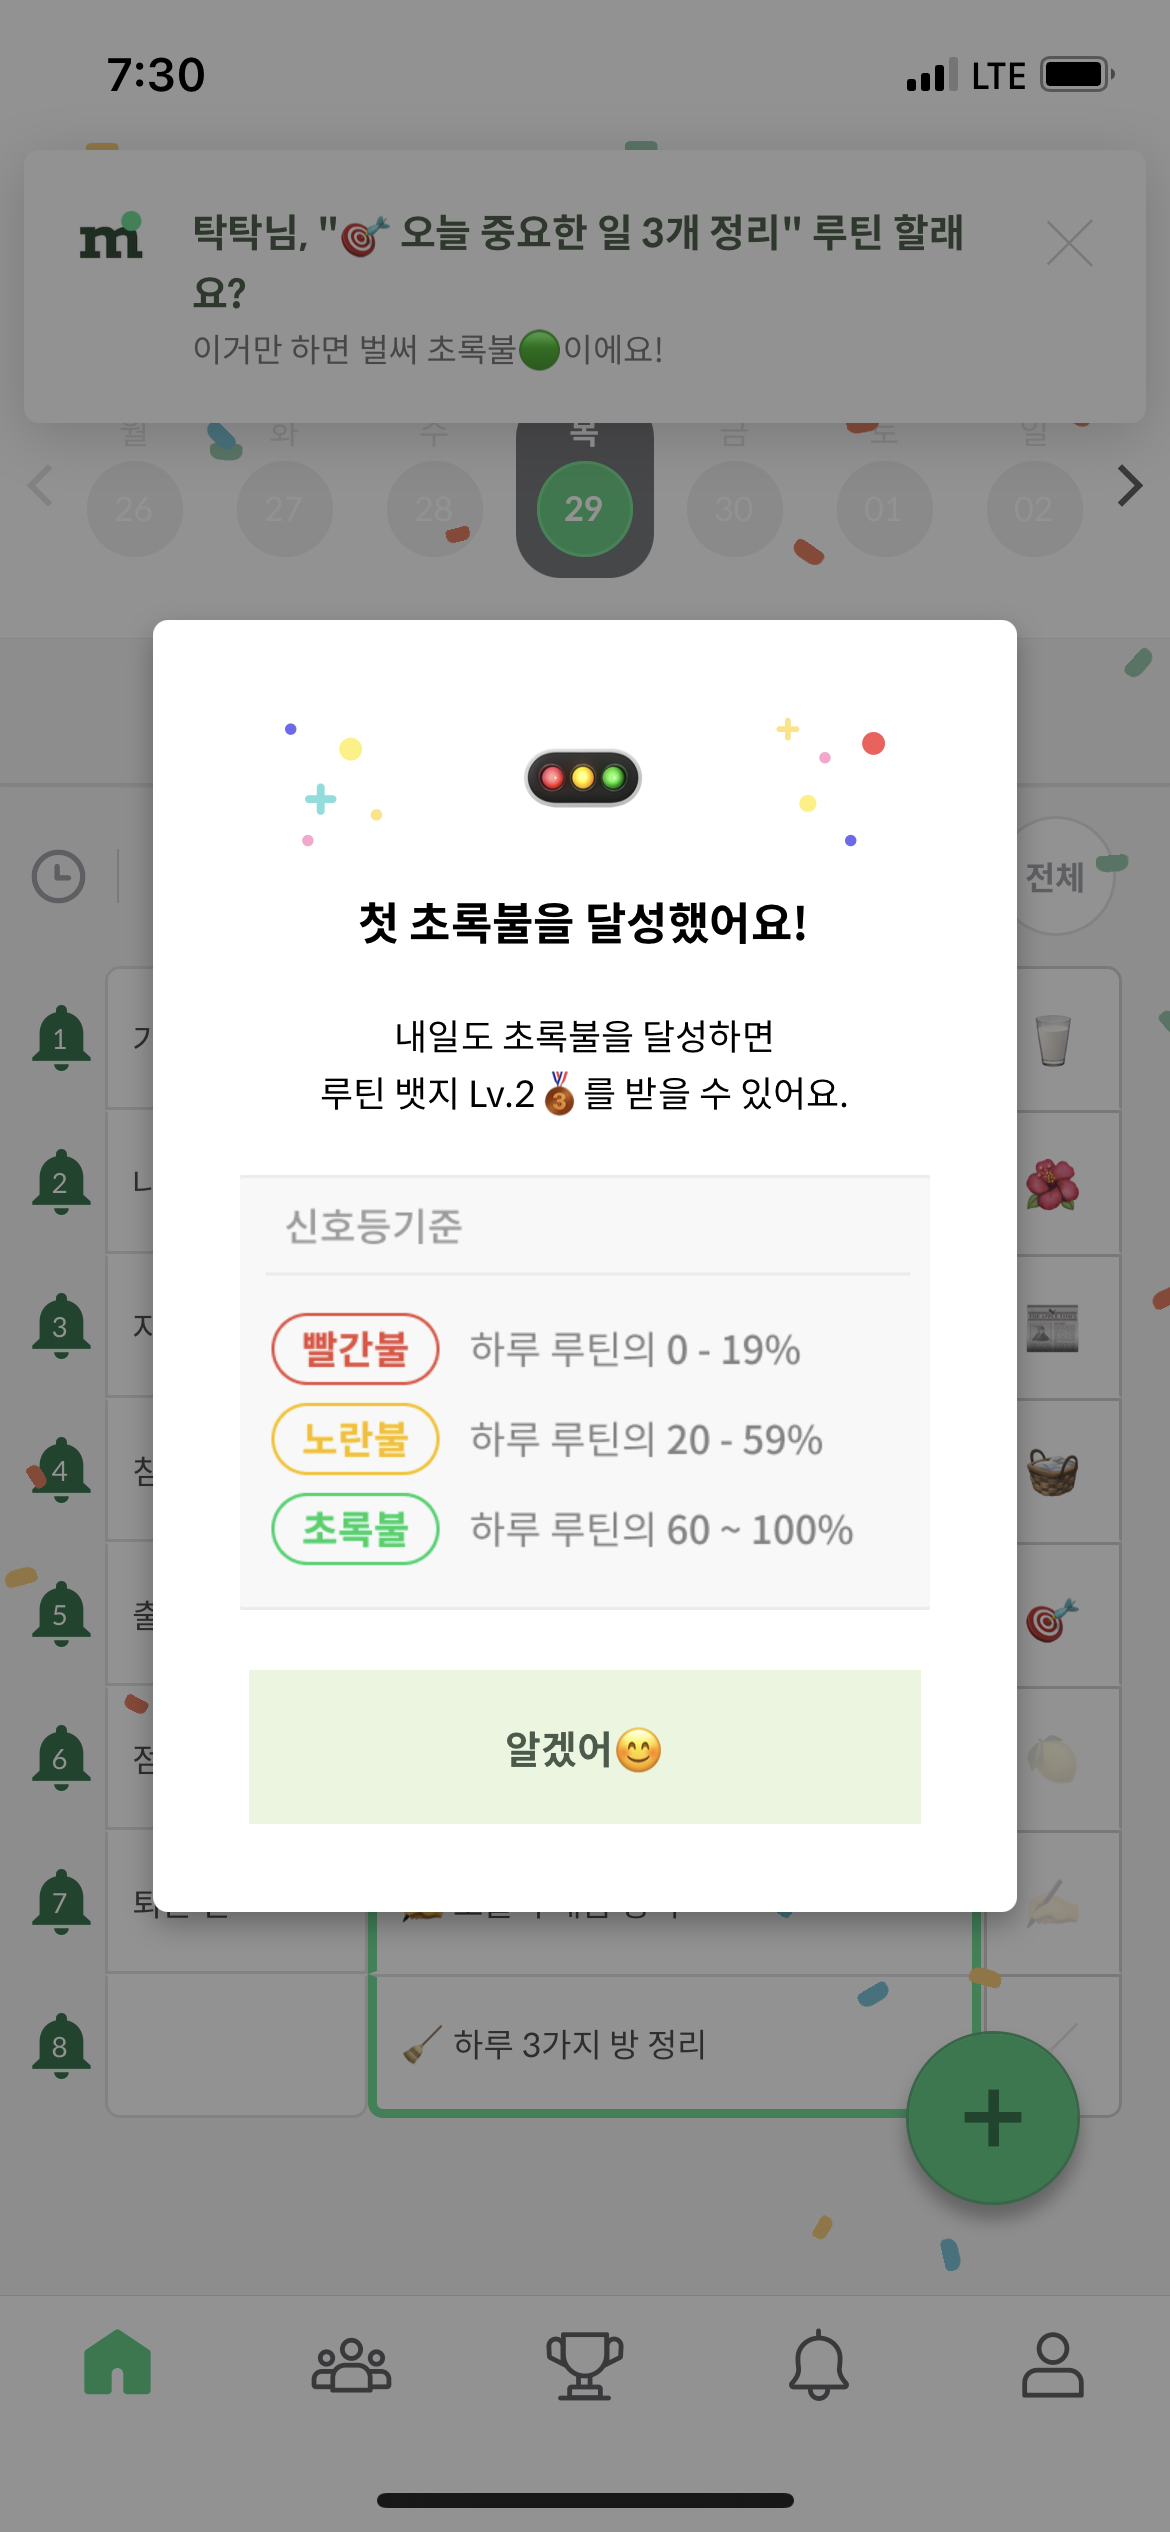 7:30
LTE
m
탁탁님, "🎯 오늘 중요한 일 3개 정리" 루틴 할래
요?
이거만 하면 벌써 초록불🟢이에요!
월 화 수 목 금 토 일
26 27 28 29 30 01 02
🚥
첫 초록불을 달성했어요!
내일도 초록불을 달성하면
루틴 뱃지 Lv.2🥉를 받을 수 있어요.
신호등기준
빨간불 하루 루틴의 0 - 19%
노란불 하루 루틴의 20 - 59%
초록불 하루 루틴의 60 ~ 100%
알겠어😊
전체
1
2
3
4
5
6
7
8
🧹 하루 3가지 방 정리